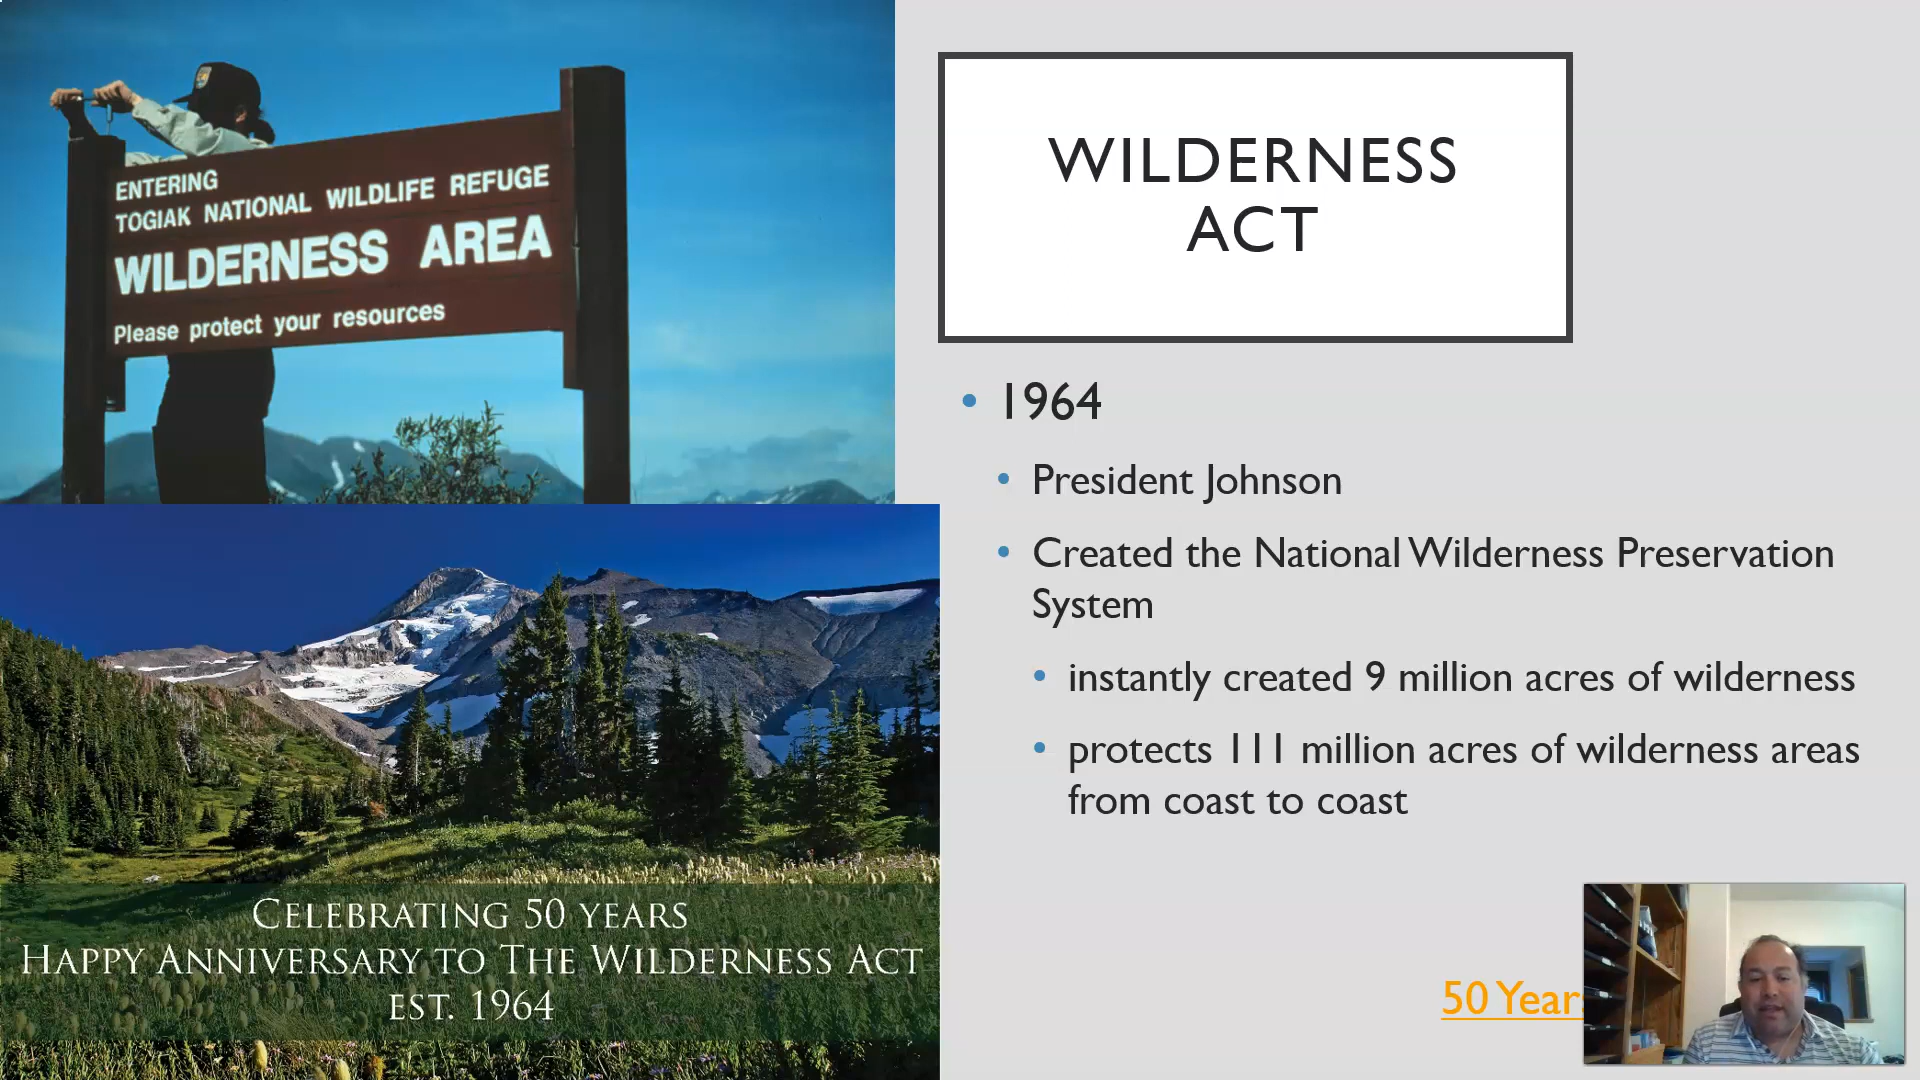 ENTERING
TOGIAK NATIONAL WILDLIFE REFUGE
WILDERNESS AREA
Please protect your resources
WILDERNESS
ACT
• 1964
• President Johnson
• Created the National Wilderness Preservation
System
• instantly created 9 million acres of wilderness
• protects 111 million acres of wilderness areas
from coast to coast
CELEBRATING 50 YEARS
HAPPY ANNIVERSARY TO THE WILDERNESS ACT
EST. 1964
50 Years